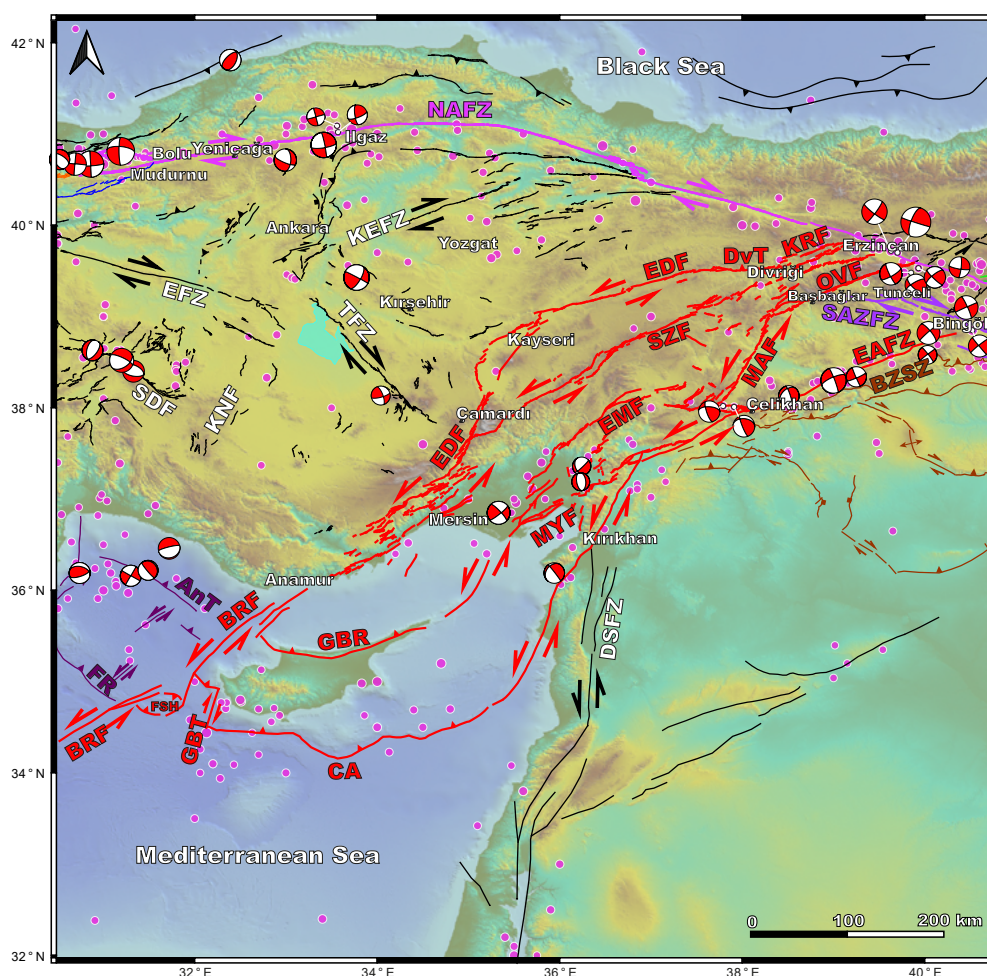 42°N
Black Sea
NAFZ
Ilgaz
Bolu
Yeniçağa
Mudurnu
40°N
Ankara
KEFZ
Yozgat
EDF
DvT
KRF
Erzincan
Divriği
OVF
Tunceli
Başbağlar
EFZ
TFZ
Kırşehir
SAZFZ
Bingöl
Kayseri
SZF
MAF
EAFZ
BZSZ
38°N
SDF
KNF
Çamardı
EMF
Çelikhan
EDF
Mersin
MYF
Kırıkhan
36°N
Anamur
AnT
BRF
GBR
DSFZ
FR
FSH
BRF
GBT
CA
34°N
Mediterranean Sea
0 100 200 km
32°N
32°E 34°E 36°E 38°E 40°E